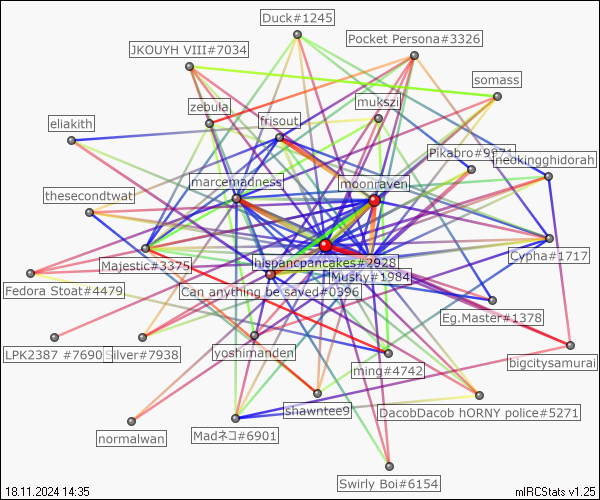 Duck#1245
Pocket Persona#3326
JKOUYH VIII#7034
somass
mukszi
zebula
frisout
eliakith
Pikabro#9871
neokingghidorah
marcemadness
moonraven
thesecondtwat
Cypha#1717
hispancpancakes#2928
Majestic#3375
Mushy#1984
Can anything be saved#0396
Fedora Stoat#4479
Eg.Master#1378
LPK2387 #7690
Silver#7938
yoshimanden
bigcitysamurai
ming#4742
shawntee9
DacobDacob hORNY police#5271
normalwan
Madネコ#6901
Swirly Boi#6154
18.11.2024 14:35
mIRCStats v1.25